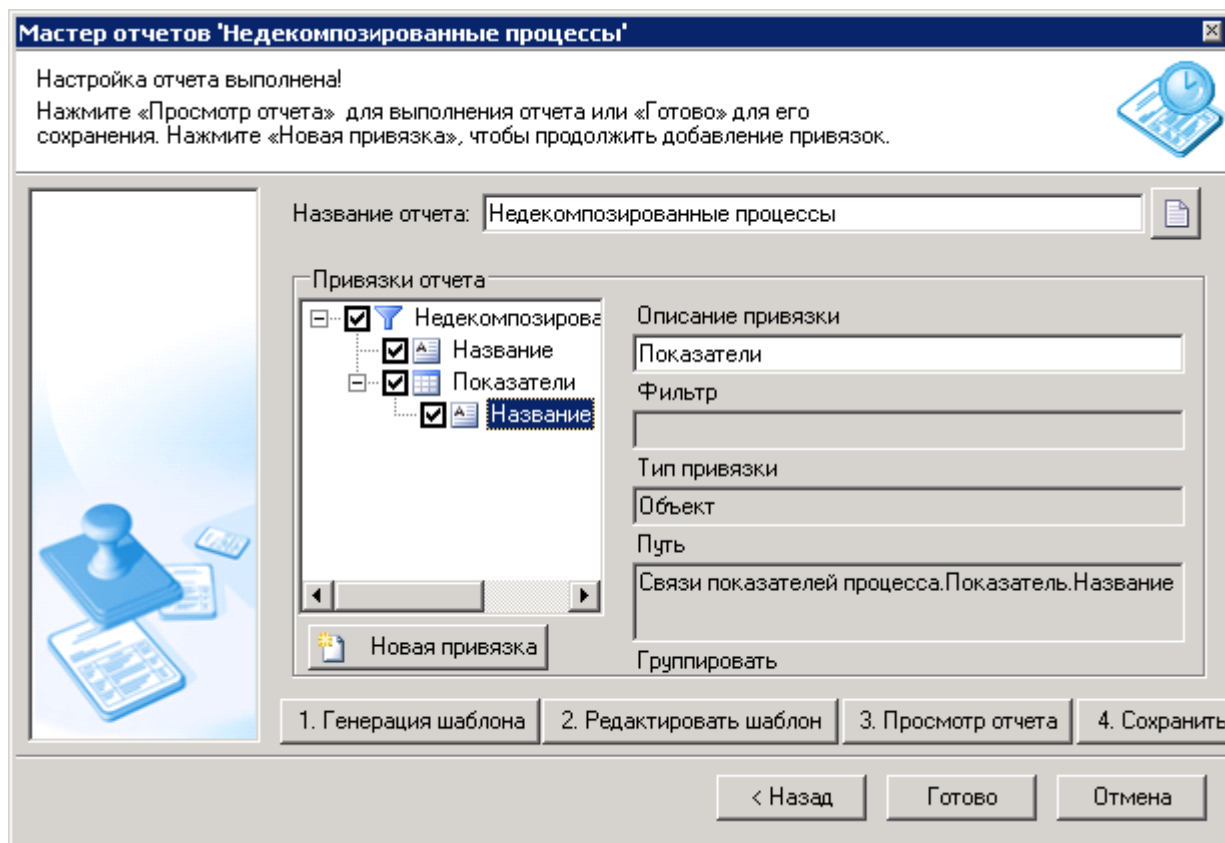 Мастер отчетов 'Недекомпозированные процессы'
Настройка отчета выполнена!
Нажмите «Просмотр отчета» для выполнения отчета или «Готово» для его
сохранения. Нажмите «Новая привязка», чтобы продолжить добавление привязок.
Название отчета: Недекомпозированные процессы
Привязки отчета
Недекомпозирова
Название
Показатели
Название
Новая привязка
Описание привязки
Показатели
Фильтр
Тип привязки
Объект
Путь
Связи показателей процесса.Показатель.Название
Группировать
1. Генерация шаблона 2. Редактировать шаблон 3. Просмотр отчета 4. Сохранить
< Назад Готово Отмена